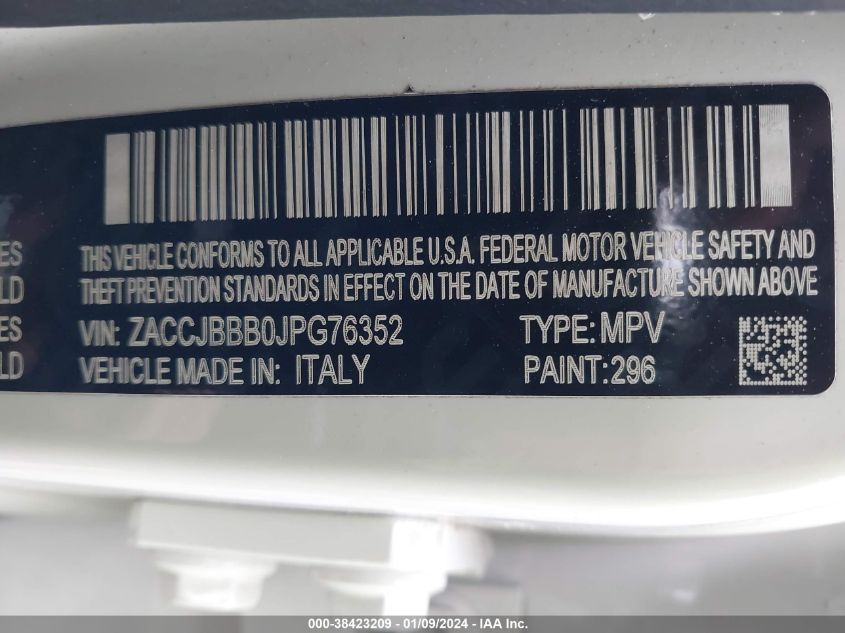 ES
LD
ES
LD
THIS VEHICLE CONFORMS TO ALL APPLICABLE U.S.A. FEDERAL MOTOR VEHICLE SAFETY AND
THEFT PREVENTION STANDARDS IN EFFECT ON THE DATE OF MANUFACTURE SHOWN ABOVE
VIN: ZACCJBBB0JPG76352 TYPE: MPV
VEHICLE MADE IN: ITALY PAINT:296
000-38423209 - 01/09/2024 - IAA Inc.